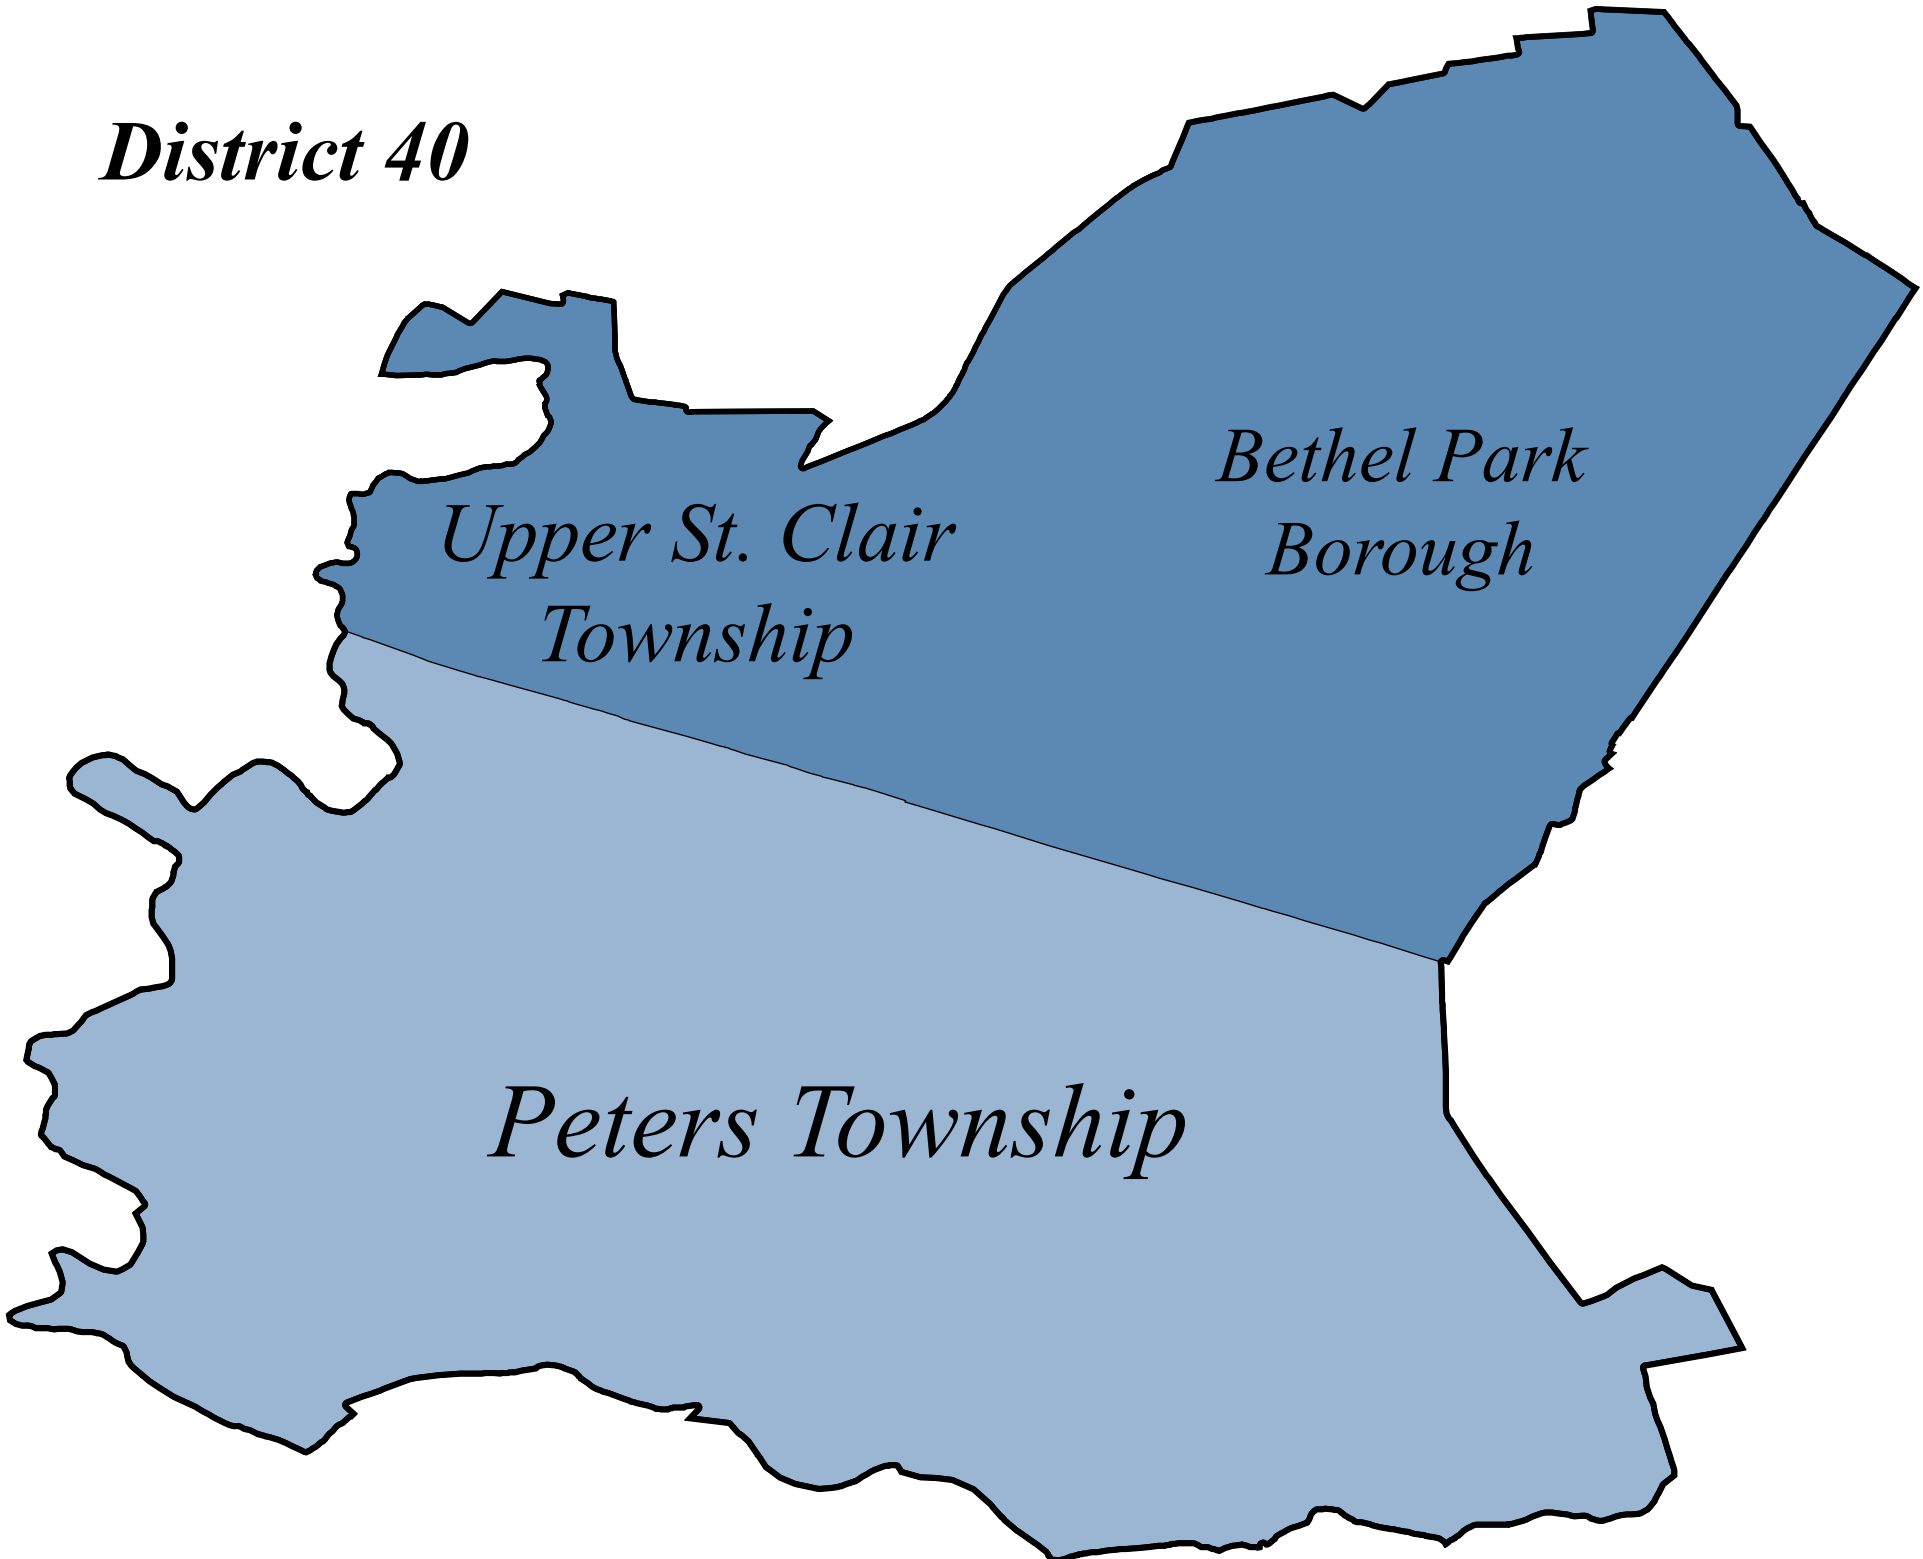 District 40
Bethel Park
Borough
Upper St. Clair
Township
Peters Township